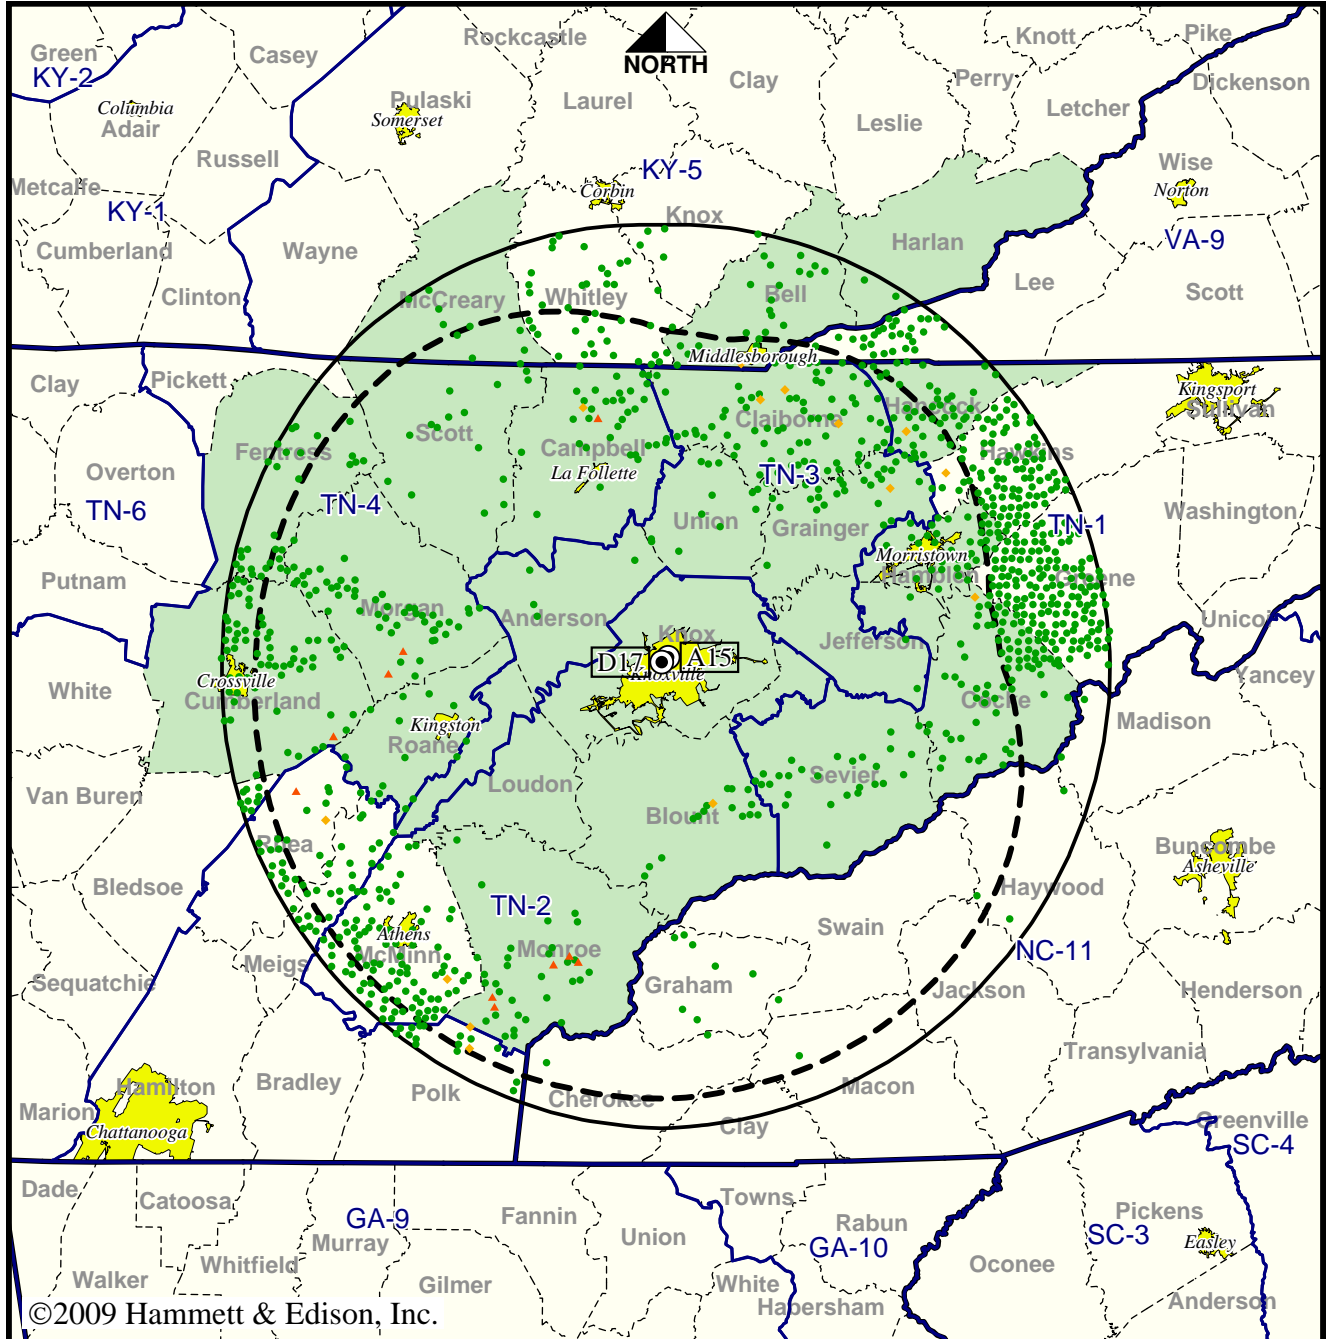 Green
Casey
Rockcastle
Knott
Pike
KY-2
NORTH
Clay
Perry
Dickenson
Columbia
Adair
Pulaski
Somerset
Laurel
Leslie
Letcher
Russell
Wise
Norton
Metcalfe
KY-1
Corbin
KY-5
Knox
Cumberland
Wayne
Harlan
VA-9
Clinton
McCreary
Whitley
Bell
Lee
Scott
Middlesborough
Clay
Pickett
Kingsport
Sullivan
Fentress
Scott
Campbell
Claiborne
Hancock
Hawkins
Overton
La Follette
TN-3
TN-6
TN-4
Union
Grainger
TN-1
Washington
Putnam
Morristown
Hamblen
Greene
Morgan
Anderson
Knox
Jefferson
Unicoi
White
Crossville
Cumberland
D17
A15
Knoxville
Yancey
Kingston
Roane
Cocke
Madison
Van Buren
Loudon
Sevier
Rhea
Blount
Buncombe
Asheville
Bledsoe
Haywood
TN-2
Swain
Athens
McMinn
Monroe
NC-11
Sequatchie
Meigs
Graham
Jackson
Henderson
Transylvania
Hamilton
Bradley
Polk
Cherokee
Macon
Marion
Chattanooga
Clay
Greenville
SC-4
Dade
Catoosa
GA-9
Fannin
Towns
Rabun
GA-10
Pickens
SC-3
Easley
Murray
Union
Whitfield
Walker
Gilmer
White
Habersham
Oconee
Anderson
©2009 Hammett & Edison, Inc.